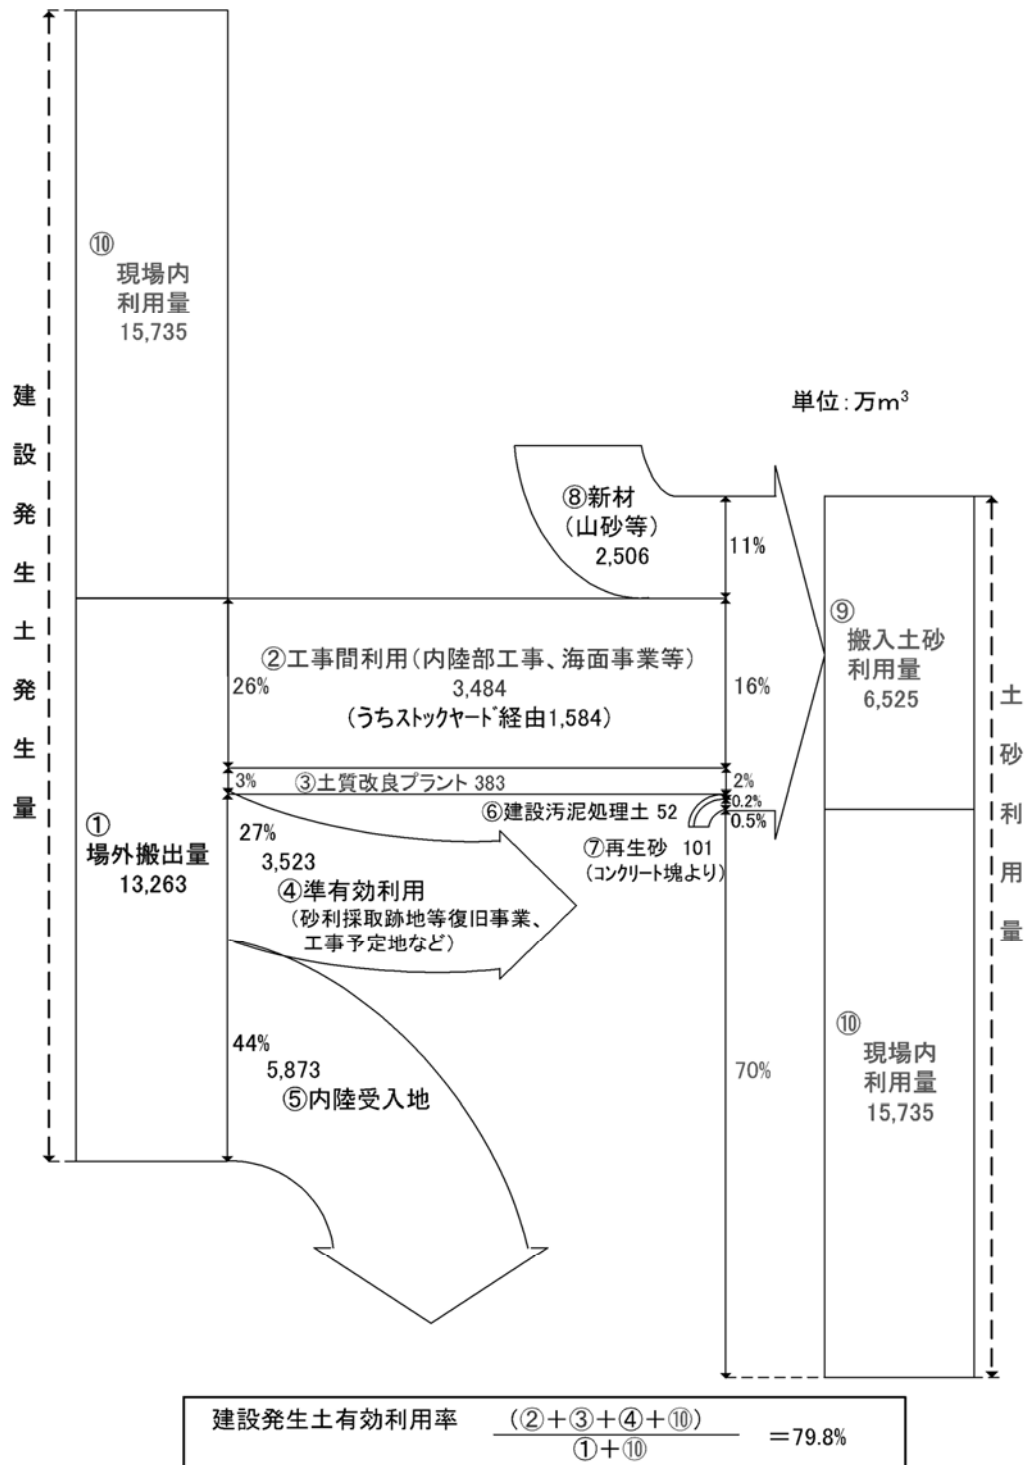 建設発生土発生量
⑩
現場内
利用量
15,735
単位:万m³
⑧新材
(山砂等)
2,506
11%
②工事間利用(内陸部工事、海面事業等)
26%
3,484
(うちストックヤード経由1,584)
16%
⑨
搬入土砂
利用量
6,525
土砂利用量
3%
③土質改良プラント 383
2%
⑥建設汚泥処理土 52
0.2%
0.5%
⑦再生砂 101
(コンクリート塊より)
①
場外搬出量
13,263
27%
3,523
④準有効利用
(砂利採取跡地等復旧事業、
工事予定地など)
44%
5,873
⑤内陸受入地
70%
⑩
現場内
利用量
15,735
建設発生土有効利用率
(②+③+④+⑩)
①+⑩
=79.8%